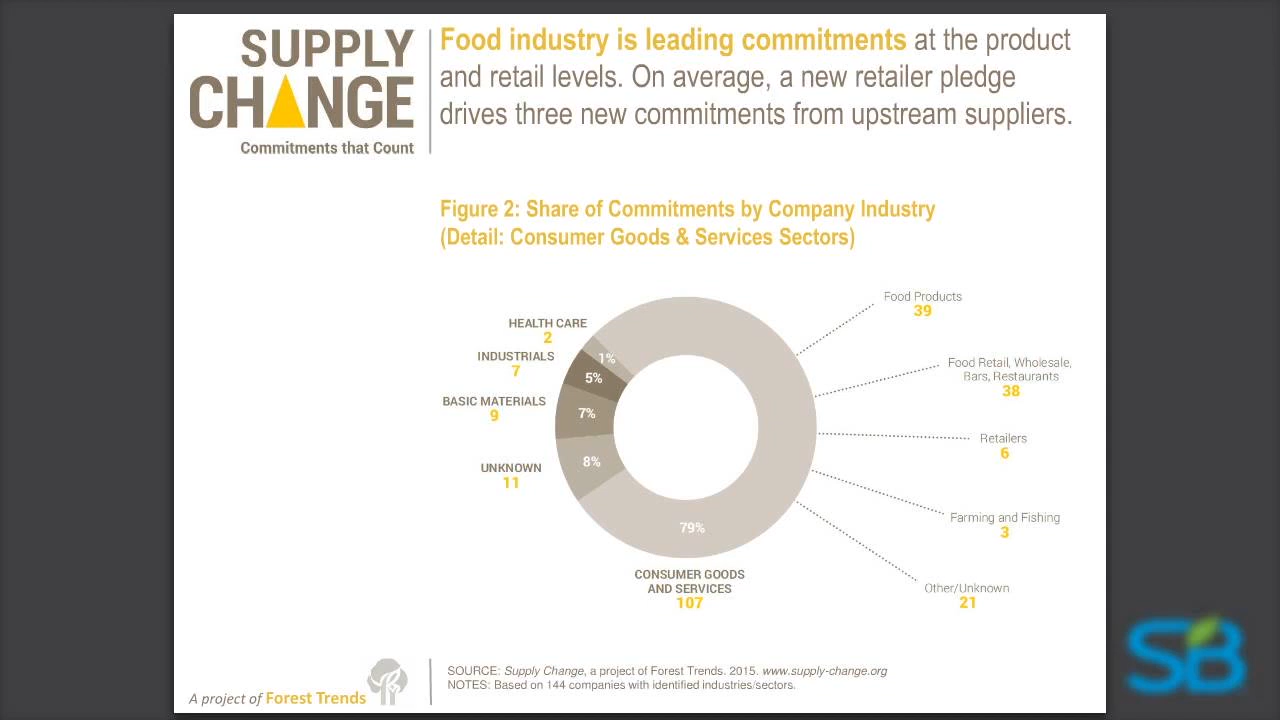 SUPPLY
CHANGE
Commitments that Count
Food industry is leading commitments at the product
and retail levels. On average, a new retailer pledge
drives three new commitments from upstream suppliers.
Figure 2: Share of Commitments by Company Industry
(Detail: Consumer Goods & Services Sectors)
HEALTH CARE
2
1%
INDUSTRIALS
7
5%
BASIC MATERIALS
9
7%
UNKNOWN
11
8%
79%
CONSUMER GOODS
AND SERVICES
107
Food Products
39
Food Retail, Wholesale,
Bars, Restaurants
38
Retailers
6
Farming and Fishing
3
Other/Unknown
21
A project of Forest Trends
SOURCE: Supply Change, a project of Forest Trends. 2015. www.supply-change.org
NOTES: Based on 144 companies with identified industries/sectors.
SB